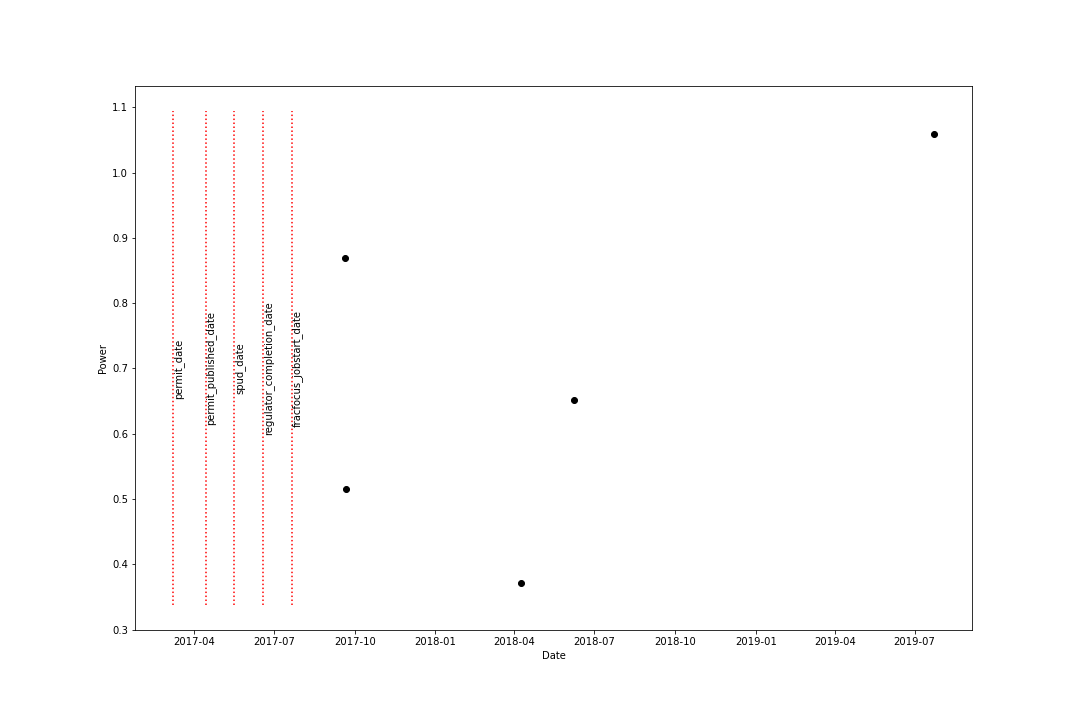 1.1
1.0
0.9
0.8
0.7
0.6
0.5
0.4
0.3
Power
permit_date
permit_published_date
spud_date
regulator_completion_date
fracfocus_jobstart_date
2017-04
2017-07
2017-10
2018-01
2018-04
2018-07
2018-10
2019-01
2019-04
2019-07
Date